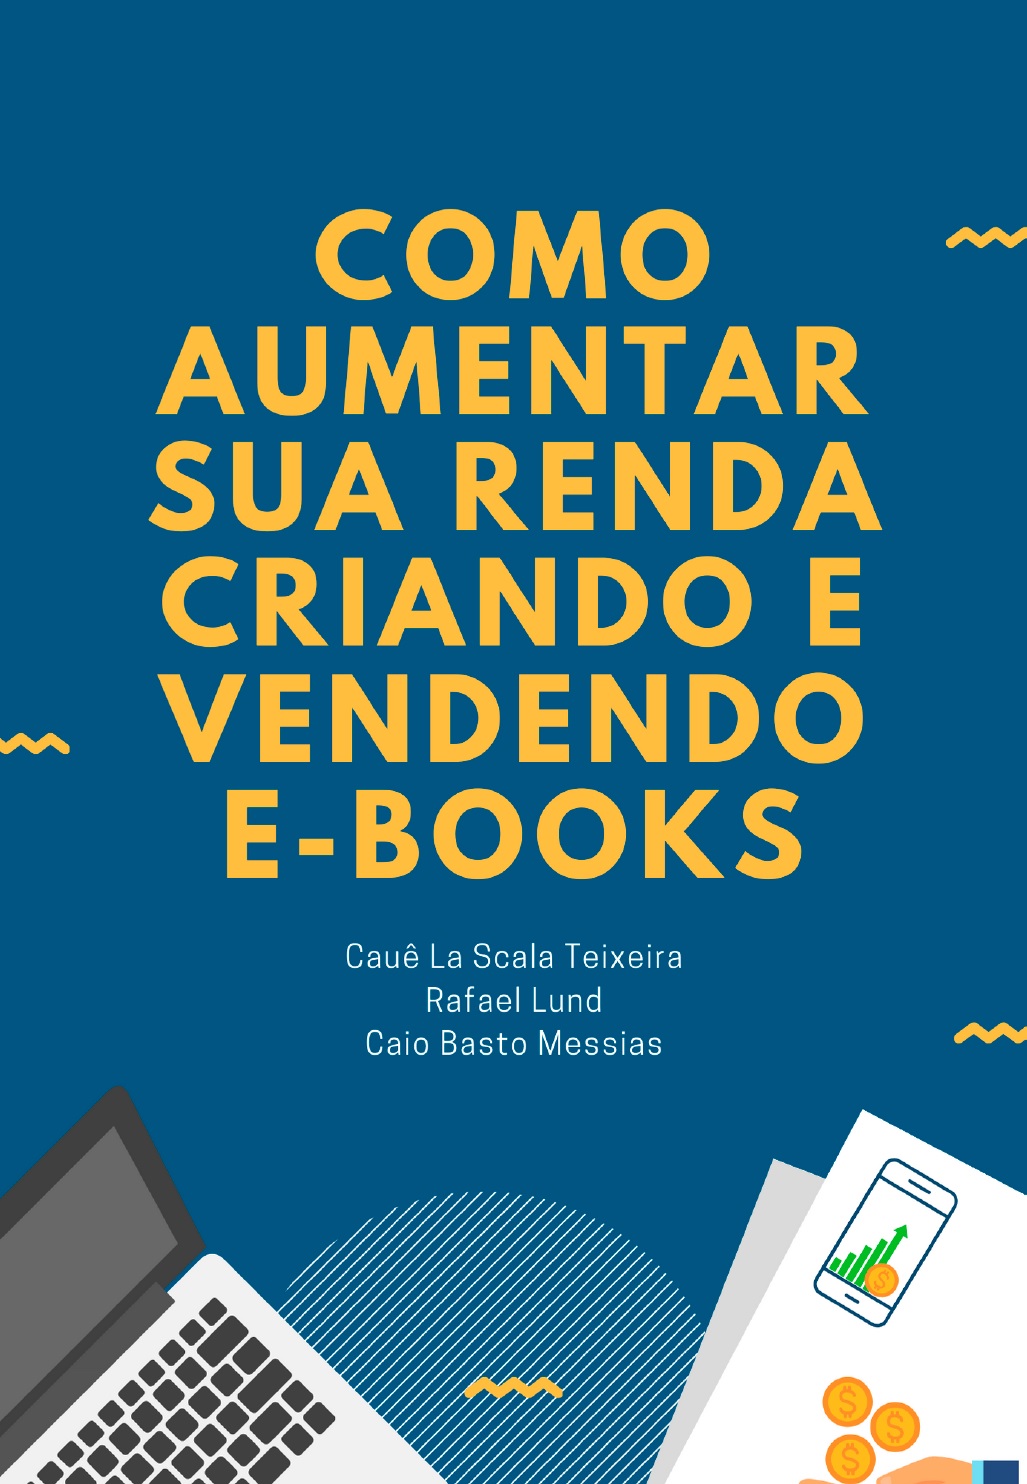 COMO
AUMENTAR
SUA RENDA
CRIANDO E
VENDENDO
E-BOOKS
Cauê La Scala Teixeira
Rafael Lund
Caio Basto Messias
$
$
$
$